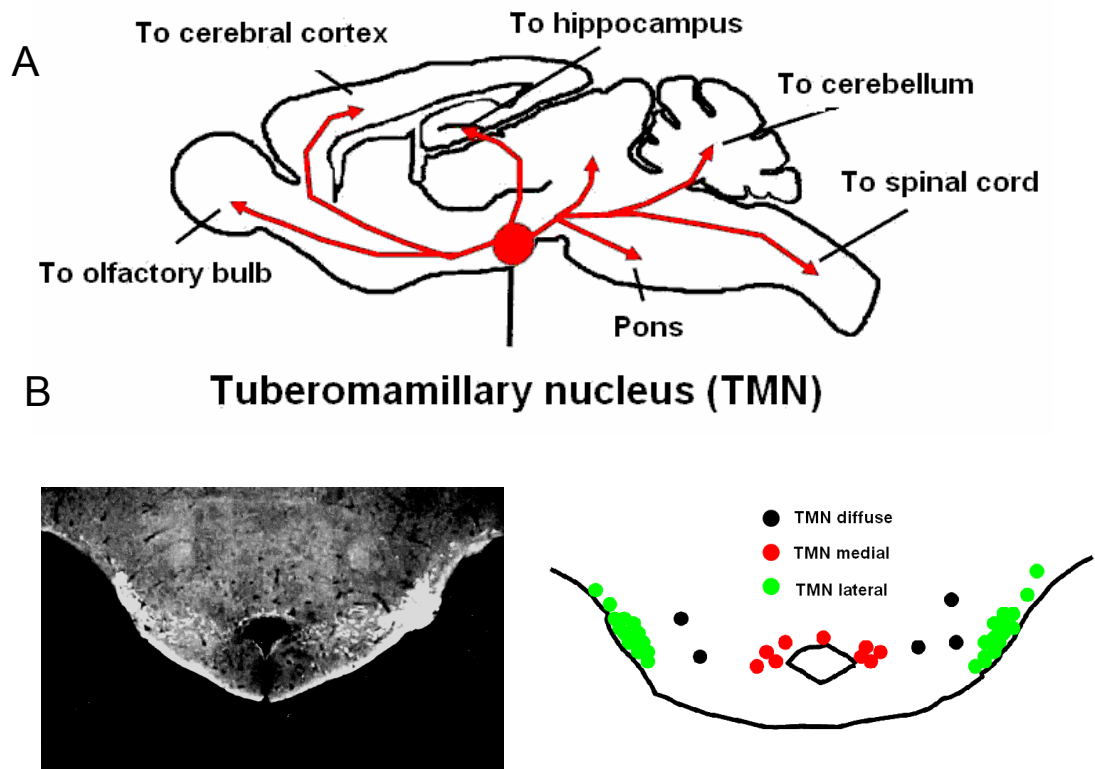 A
To cerebral cortex
To hippocampus
To cerebellum
To spinal cord
To olfactory bulb
Pons
B
Tuberomamillary nucleus (TMN)
TMN diffuse
TMN medial
TMN lateral